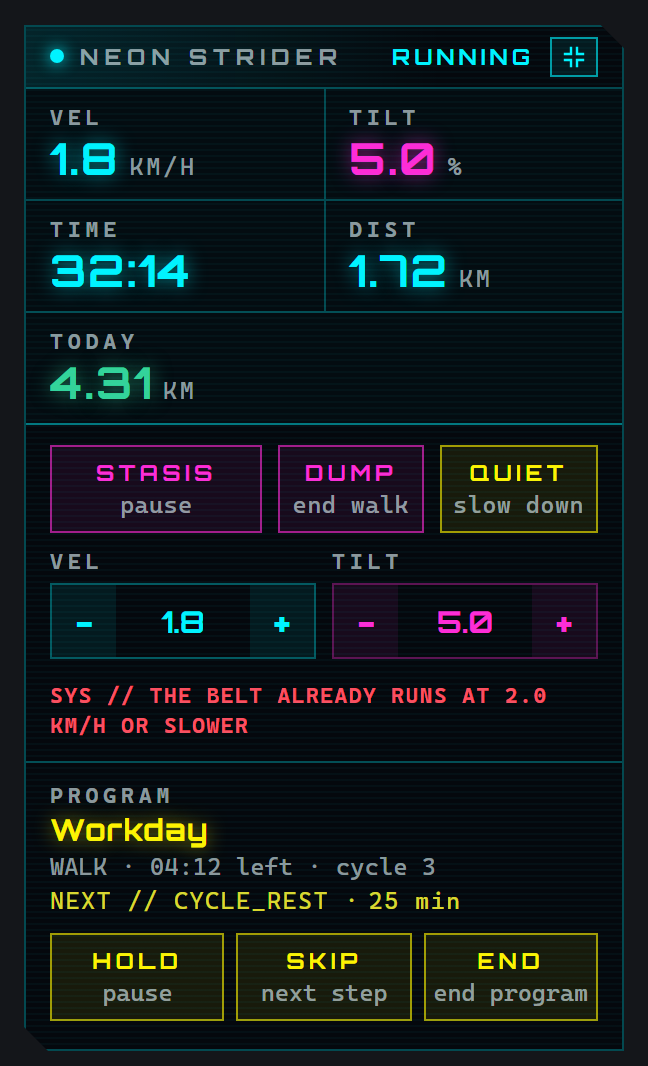 NEON STRIDER RUNNING
VEL TILT
1.8 KM/H 5.0 %
TIME DIST
32:14 1.72 KM
TODAY
4.31 KM
STASIS DUMP QUIET
pause end walk slow down
VEL TILT
- 1.8 + - 5.0 +
SYS // THE BELT ALREADY RUNS AT 2.0
KM/H OR SLOWER
PROGRAM
Workday
WALK · 04:12 left · cycle 3
NEXT // CYCLE_REST · 25 min
HOLD SKIP END
pause next step end program